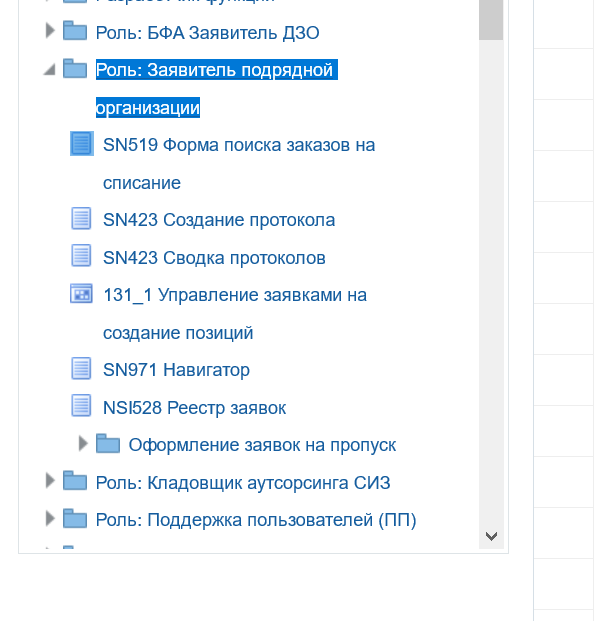 Роль: БФА Заявитель ДЗО
Роль: Заявитель подрядной
организации
SN519 Форма поиска заказов на
списание
SN423 Создание протокола
SN423 Сводка протоколов
131_1 Управление заявками на
создание позиций
SN971 Навигатор
NSI528 Реестр заявок
Оформление заявок на пропуск
Роль: Кладовщик аутсорсинга СИЗ
Роль: Поддержка пользователей (ПП)